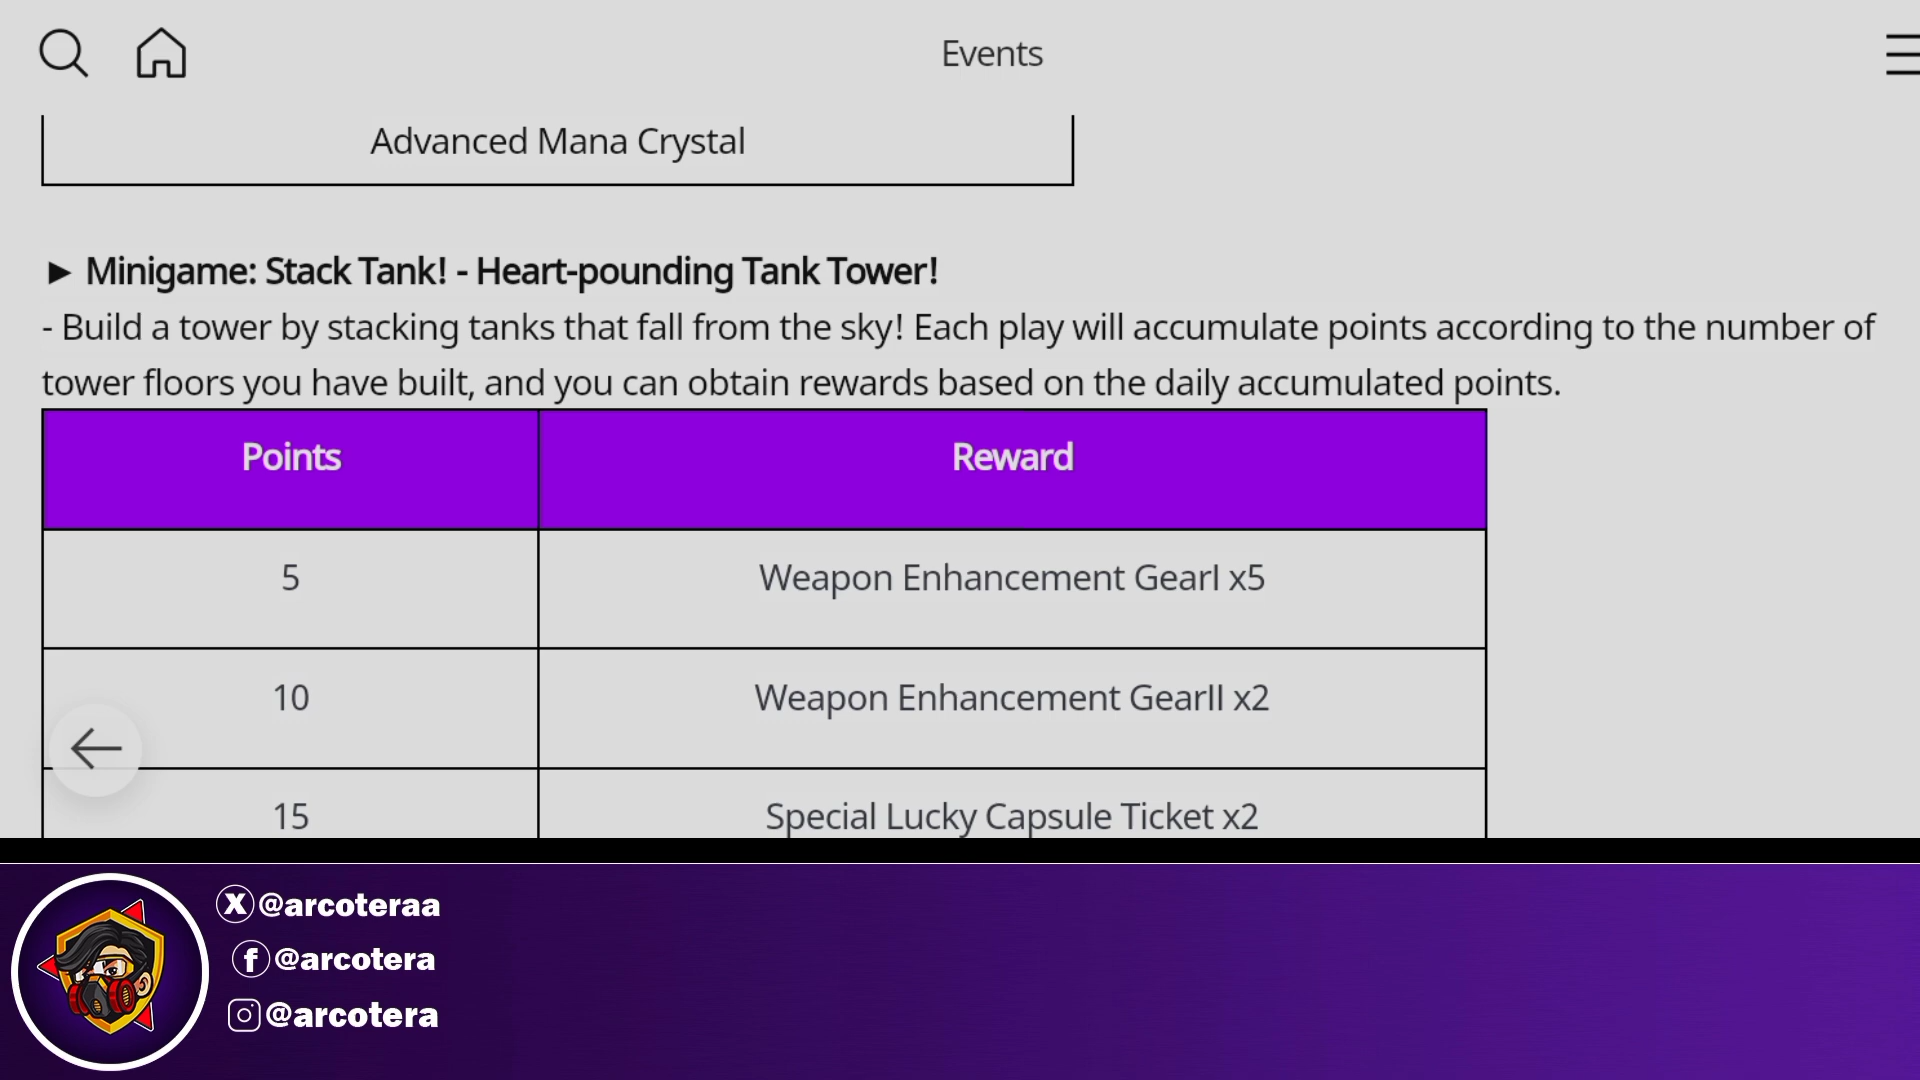 Events
Advanced Mana Crystal
► Minigame: Stack Tank! - Heart-pounding Tank Tower!
- Build a tower by stacking tanks that fall from the sky! Each play will accumulate points according to the number of
tower floors you have built, and you can obtain rewards based on the daily accumulated points.
Points Reward
5 Weapon Enhancement GearI x5
10 Weapon Enhancement GearII x2
15 Special Lucky Capsule Ticket x2
X @arcoteraa
f @arcotera
@arcotera